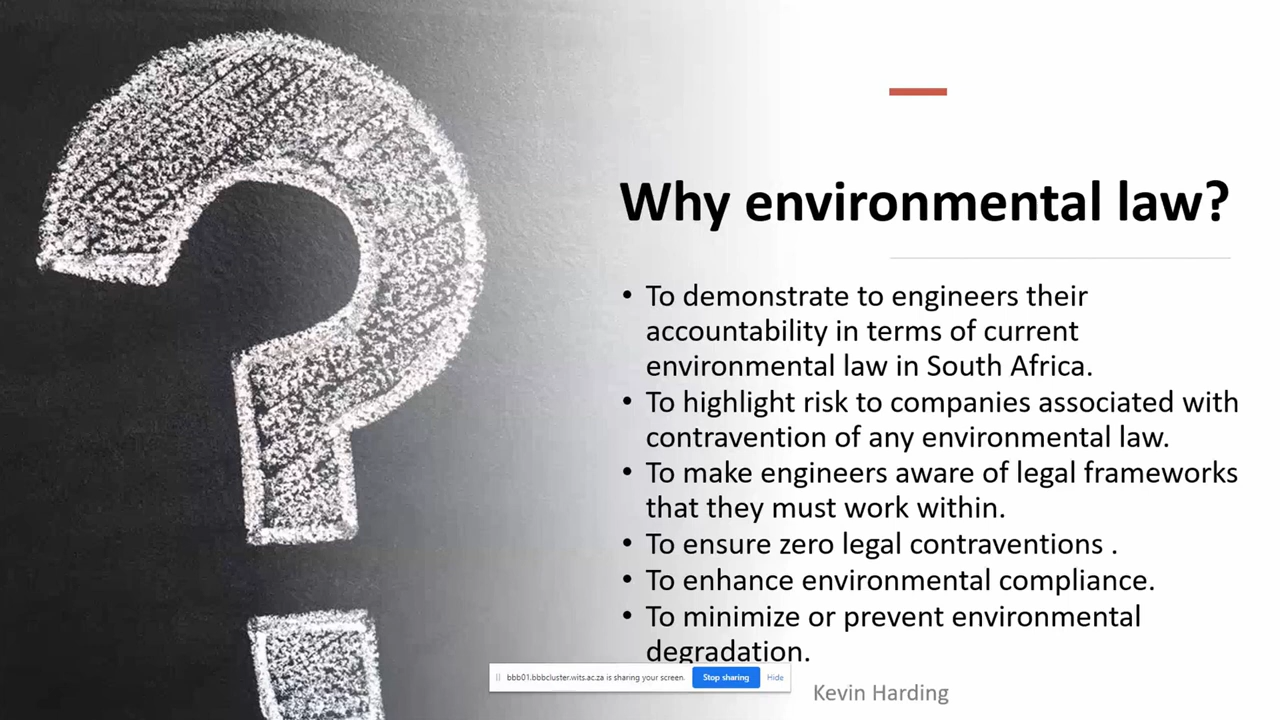 Why environmental law?
• To demonstrate to engineers their
accountability in terms of current
environmental law in South Africa.
• To highlight risk to companies associated with
contravention of any environmental law.
• To make engineers aware of legal frameworks
that they must work within.
• To ensure zero legal contraventions .
• To enhance environmental compliance.
• To minimize or prevent environmental
degradation.
bbb01.bbbcluster.wits.ac.za is sharing your screen. Stop sharing Hide
Kevin Harding